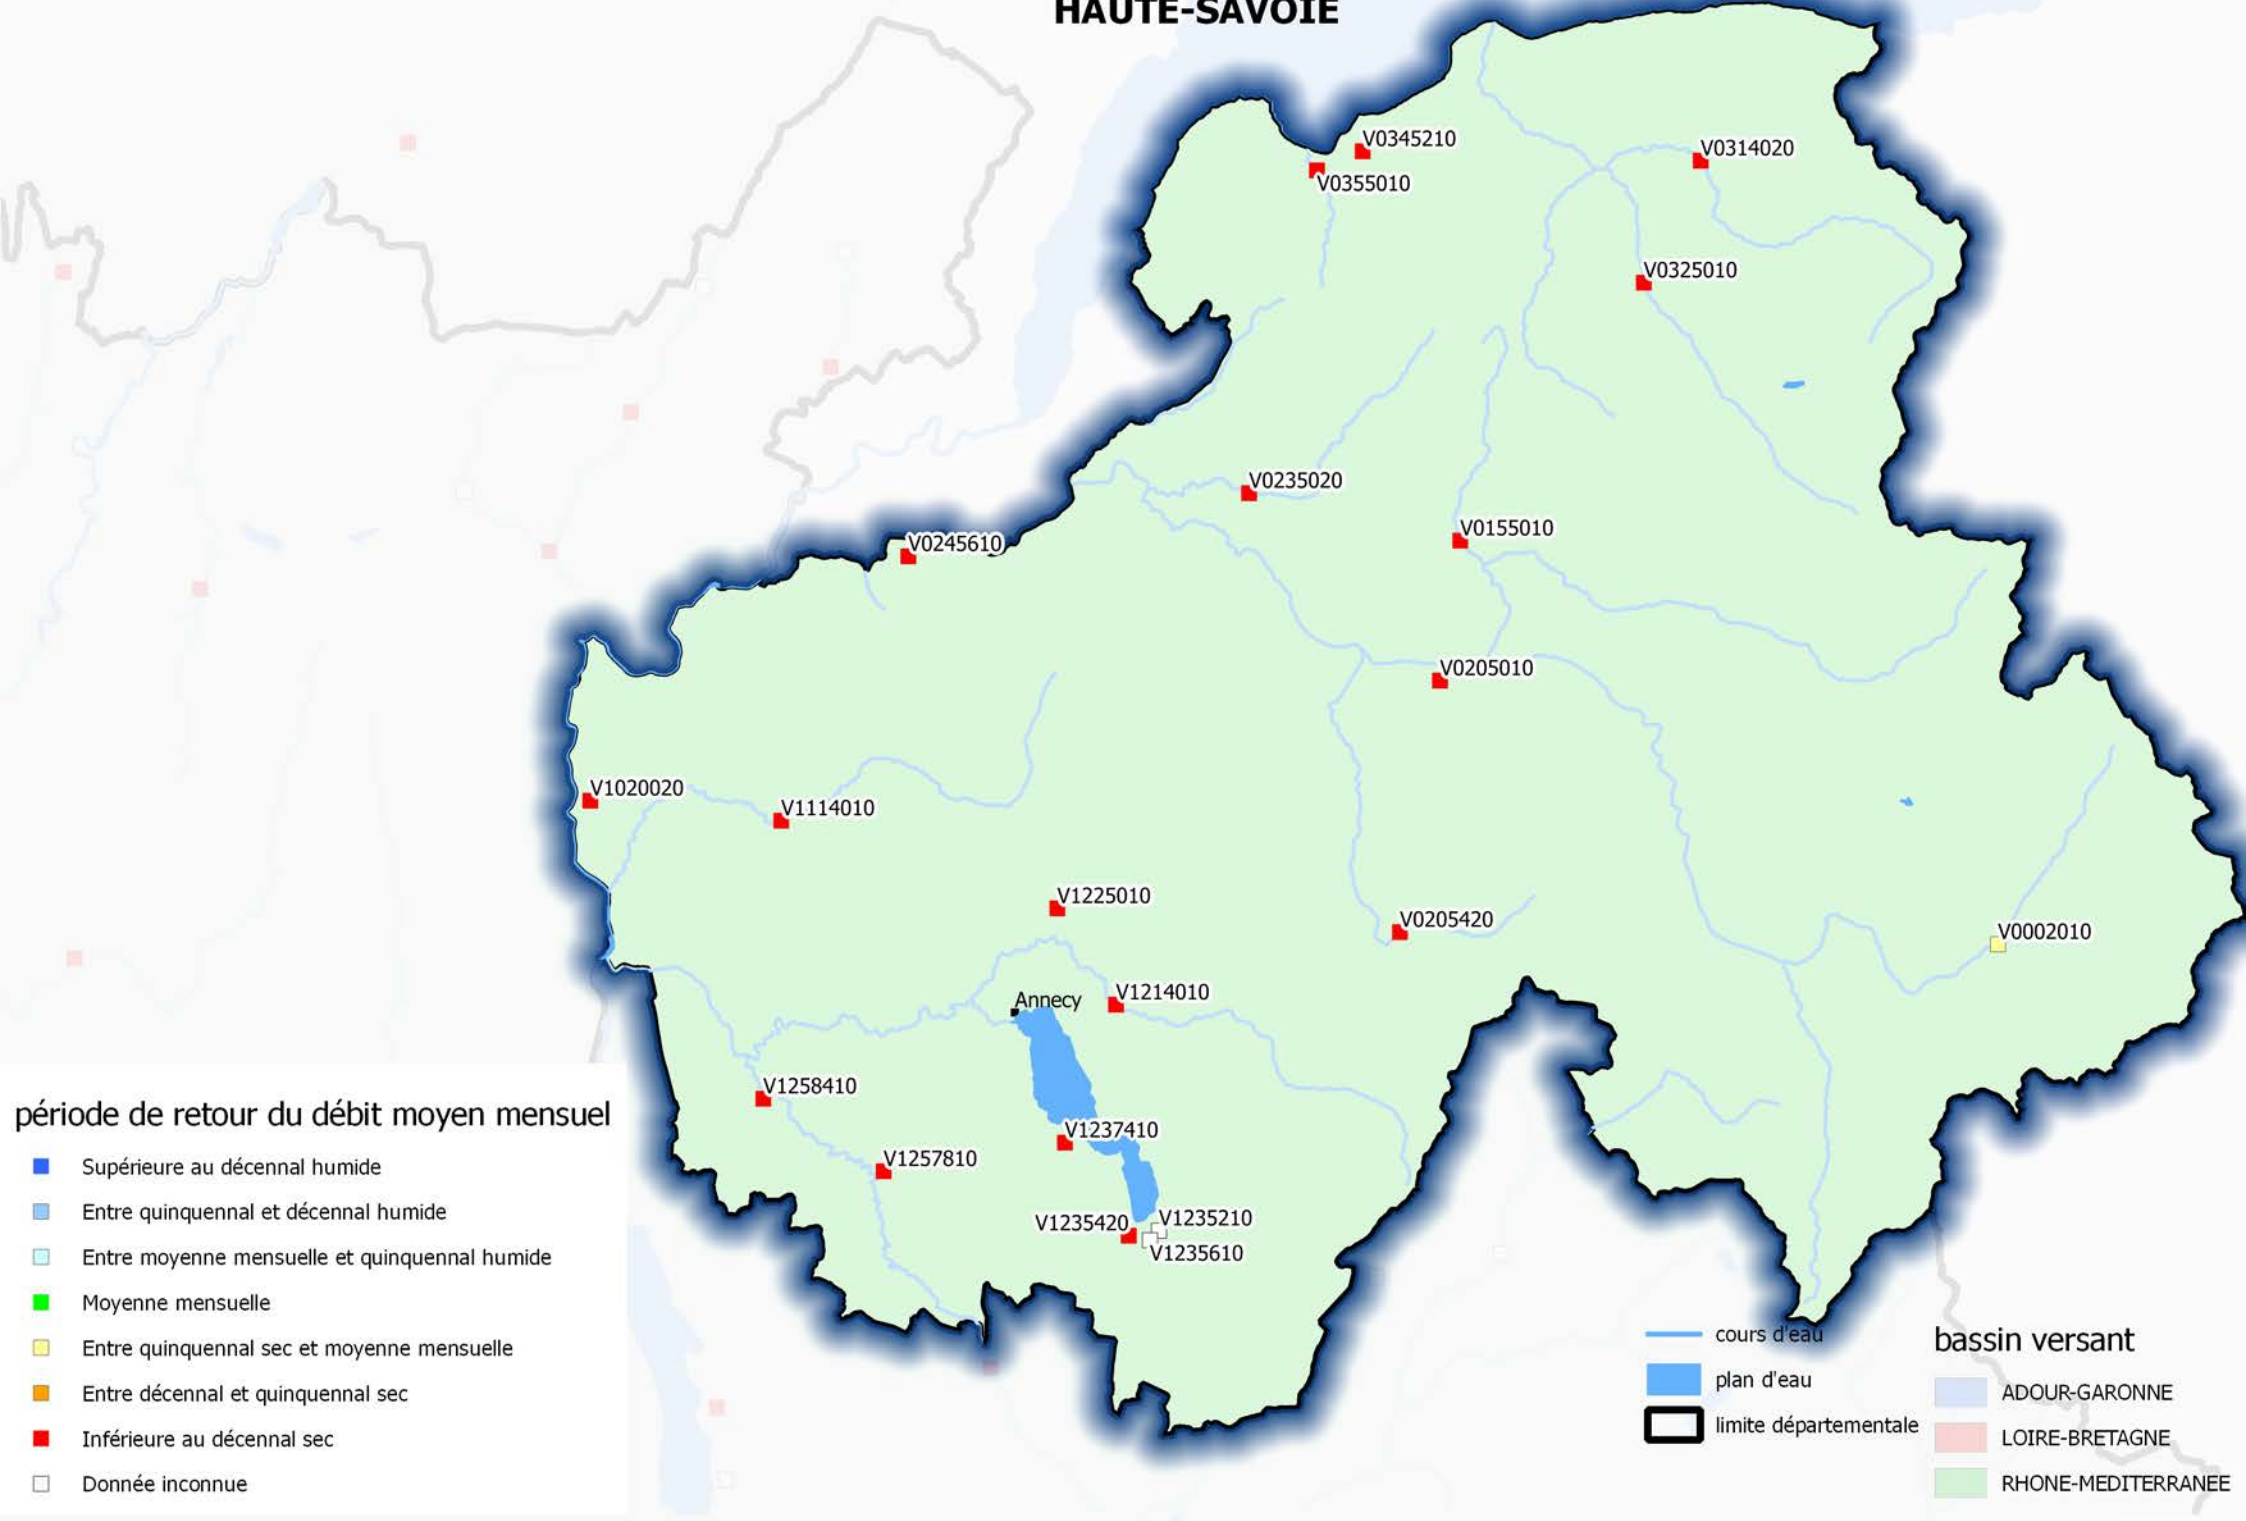 HAUTE-SAVOIE
V0345210
V0314020
V0355010
V0325010
V0235020
V0155010
V0245610
V0205010
V1020020
V1114010
V1225010
V0205420
V0002010
V1214010
Annecy
V1258410
V1237410
V1257810
V1235420
V1235210
V1235610
période de retour du débit moyen mensuel
Supérieure au décennal humide
Entre quinquennal et décennal humide
Entre moyenne mensuelle et quinquennal humide
Moyenne mensuelle
Entre quinquennal sec et moyenne mensuelle
Entre décennal et quinquennal sec
Inférieure au décennal sec
Donnée inconnue
cours d'eau
plan d'eau
limite départementale
bassin versant
ADOUR-GARONNE
LOIRE-BRETAGNE
RHONE-MEDITERRANEE